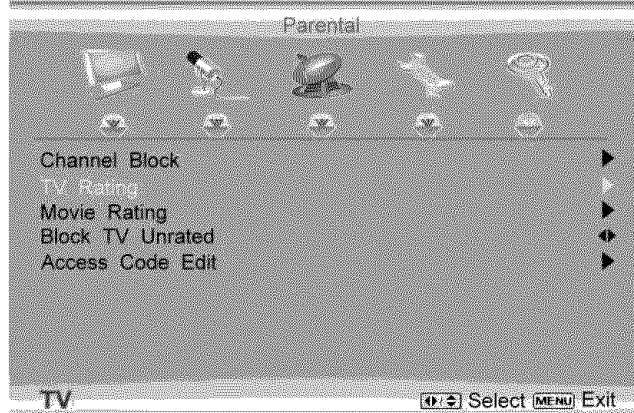 Parental
Channel Block
TV Rating
Movie Rating
Block TV Unrated
Access Code Edit
TV Select MENU Exit